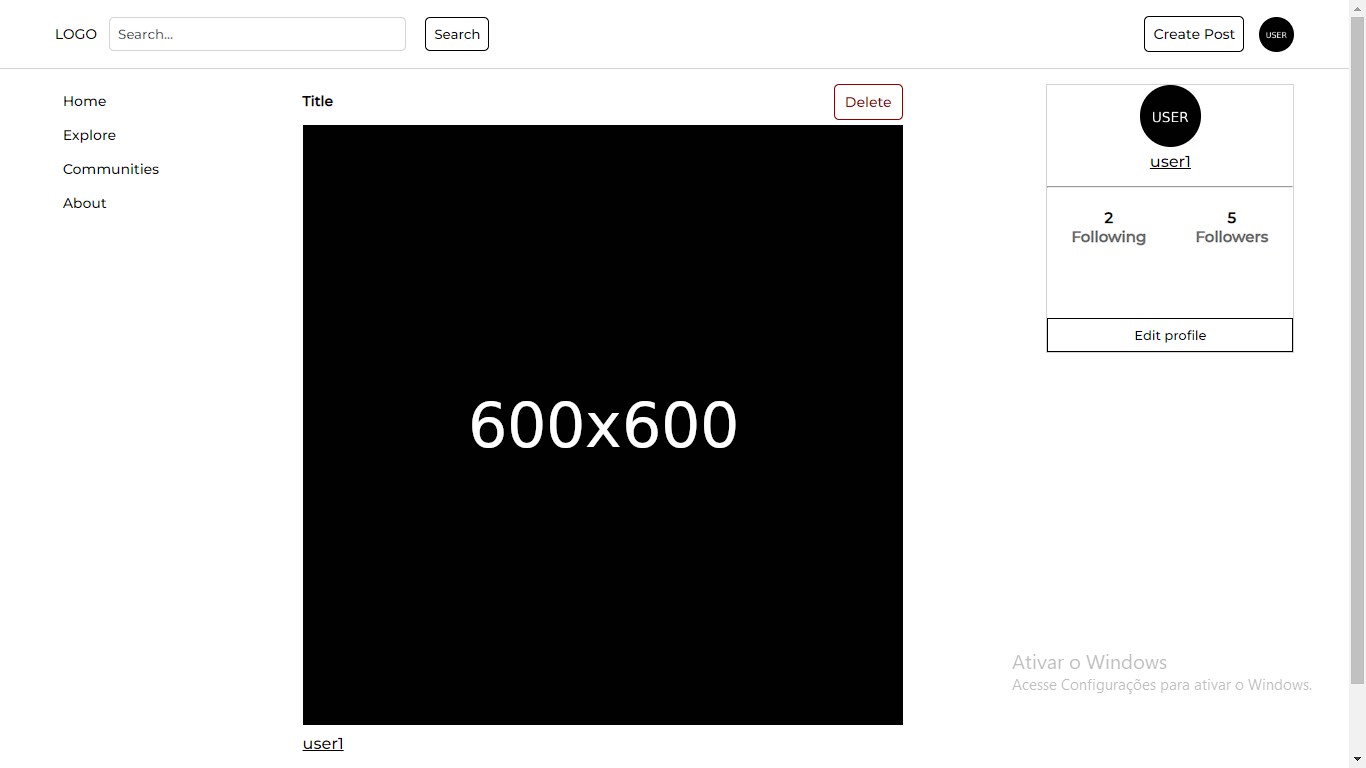 LOGO Search... Search Create Post USER
Home
Explore
Communities
About
Title Delete
600x600
user1
USER
user1
2 5
Following Followers
Edit profile
Ativar o Windows
Acesse Configurações para ativar o Windows.